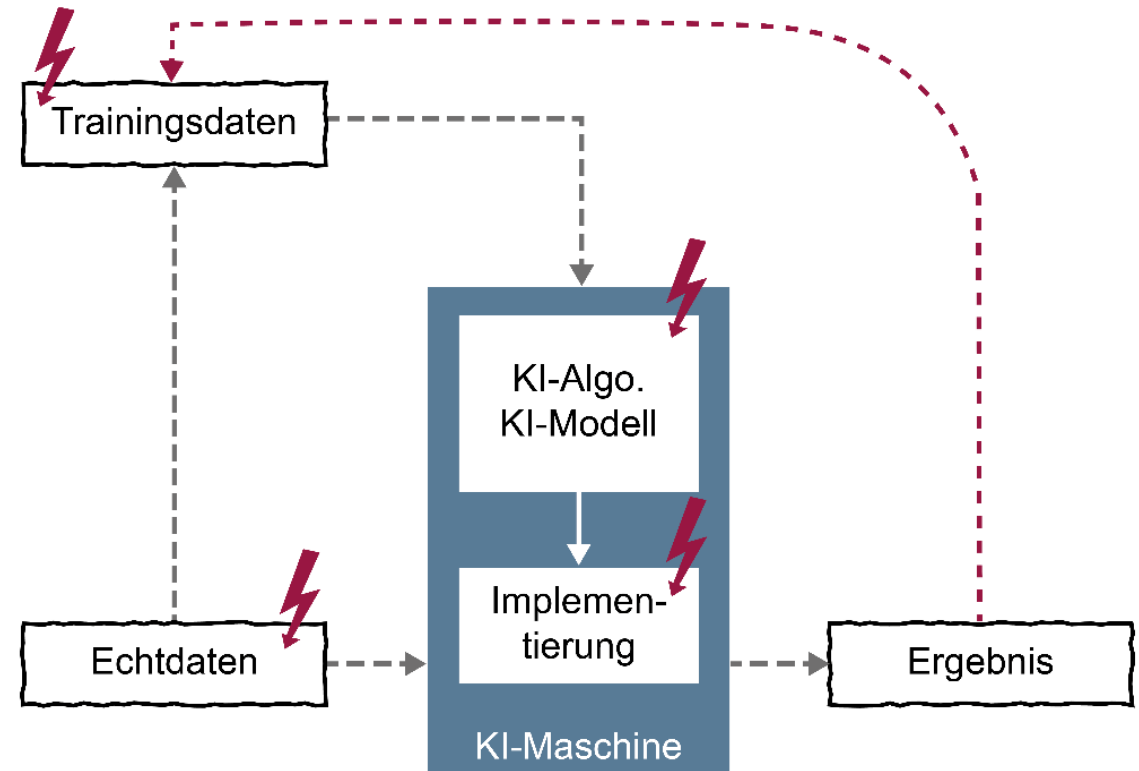 Trainingsdaten
KI-Algo.
KI-Modell
Implemen-
tierung
Echtdaten
Ergebnis
KI-Maschine